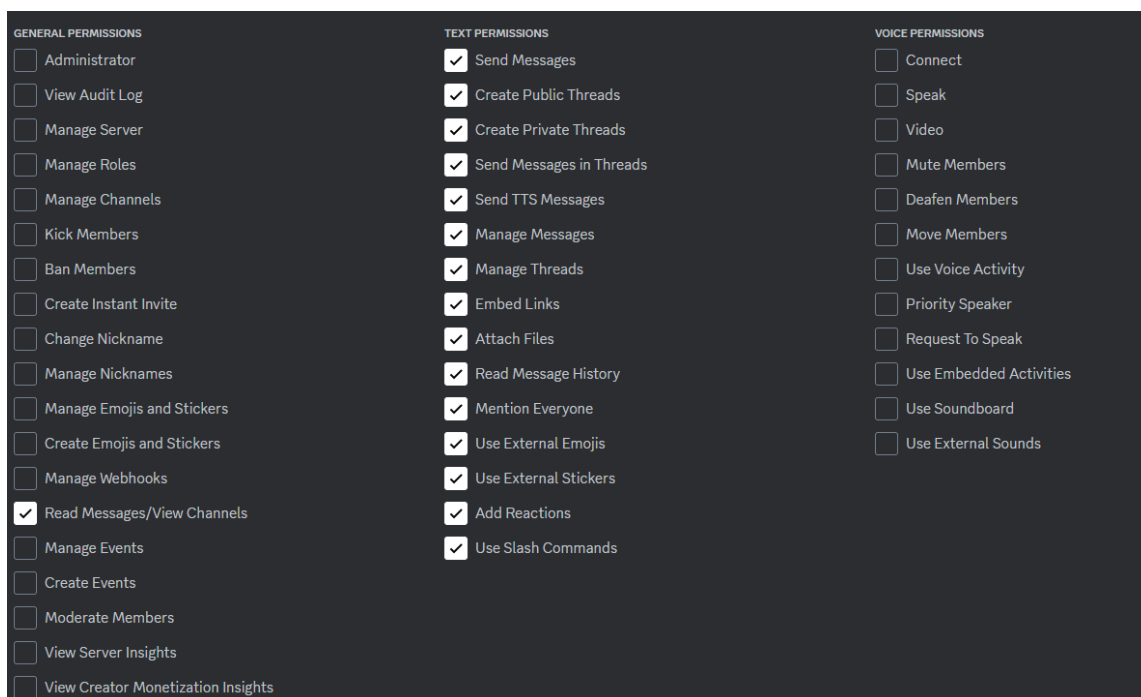 GENERAL PERMISSIONS
Administrator
View Audit Log
Manage Server
Manage Roles
Manage Channels
Kick Members
Ban Members
Create Instant Invite
Change Nickname
Manage Nicknames
Manage Emojis and Stickers
Create Emojis and Stickers
Manage Webhooks
Read Messages/View Channels
Manage Events
Create Events
Moderate Members
View Server Insights
View Creator Monetization Insights
TEXT PERMISSIONS
Send Messages
Create Public Threads
Create Private Threads
Send Messages in Threads
Send TTS Messages
Manage Messages
Manage Threads
Embed Links
Attach Files
Read Message History
Mention Everyone
Use External Emojis
Use External Stickers
Add Reactions
Use Slash Commands
VOICE PERMISSIONS
Connect
Speak
Video
Mute Members
Deafen Members
Move Members
Use Voice Activity
Priority Speaker
Request To Speak
Use Embedded Activities
Use Soundboard
Use External Sounds